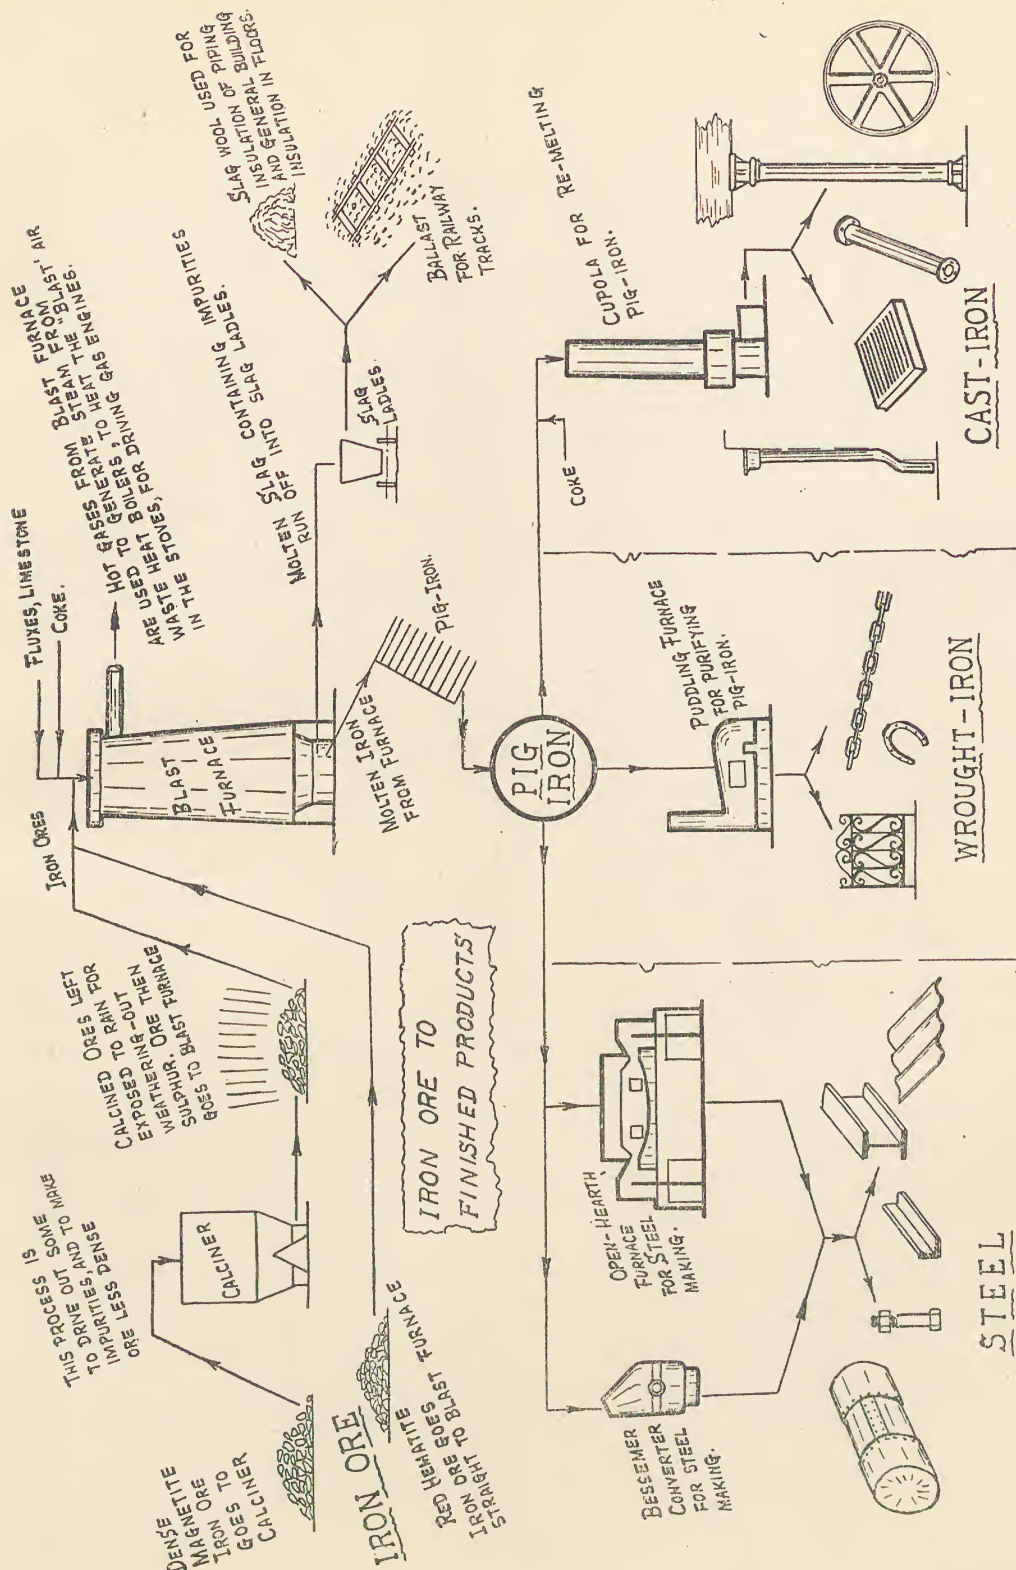 DENSE
MAGNETITE
IRON ORE
GOES TO
CALCINER
THIS PROCESS IS
TO DRIVE OUT SOME
IMPURITIES, AND TO MAKE
ORE LESS DENSE
CALCINER
CALCINED ORES LEFT
EXPOSED TO RAIN FOR
WEATHERING-OUT
SULPHUR. ORE THEN
GOES TO BLAST FURNACE
IRON ORES
FLUXES, LIMESTONE
COKE.
HOT GASES FROM BLAST FURNACE
ARE USED TO GENERATE STEAM FROM
WASTE HEAT BOILERS, TO HEAT THE "BLAST' AIR
IN THE STOVES, FOR DRIVING GAS ENGINES.
BLAST
FURNACE
MOLTEN SLAG CONTAINING IMPURITIES
RUN OFF INTO SLAG LADLES.
SLAG
LADLES
SLAG WOOL USED FOR
INSULATION OF PIPING
AND GENERAL BUILDING
INSULATION IN FLOORS.
BALLAST
FOR RAILWAY
TRACKS.
IRON ORE
RED HEMATITE
IRON ORE GOES
STRAIGHT TO BLAST FURNACE
MOLTEN IRON
FROM FURNACE
PIG-IRON.
IRON ORE TO
FINISHED PRODUCTS'
PIG
IRON
BESSEMER
CONVERTER
FOR STEEL
MAKING.
OPEN-HEARTH
FURNACE
FOR STEEL
MAKING.
PUDDLING FURNACE
FOR PURIFYING
PIG-IRON.
COKE
CUPOLA FOR RE-MELTING
PIG-IRON.
STEEL
WROUGHT-IRON
CAST-IRON